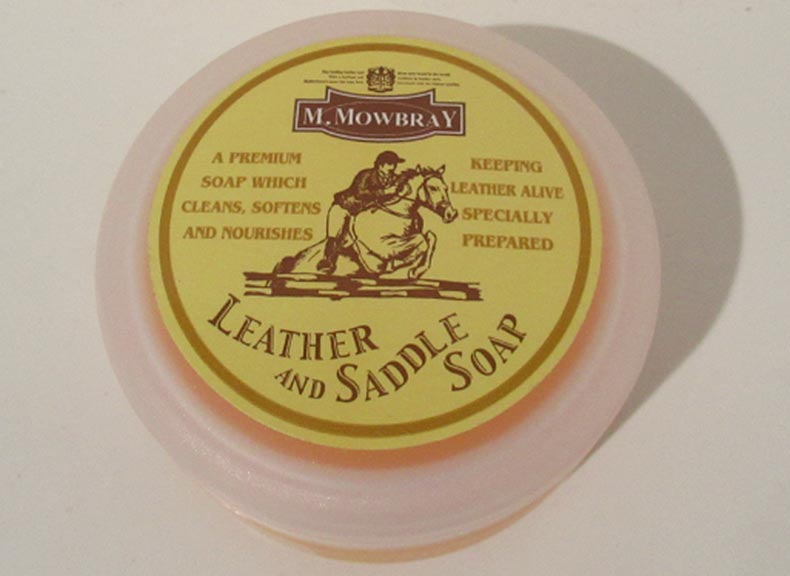 M. MOWBRAY
A PREMIUM
SOAP WHICH
CLEANS, SOFTENS
AND NOURISHES
KEEPING
LEATHER ALIVE
SPECIALLY
PREPARED
LEATHER
AND SADDLE
SOAP